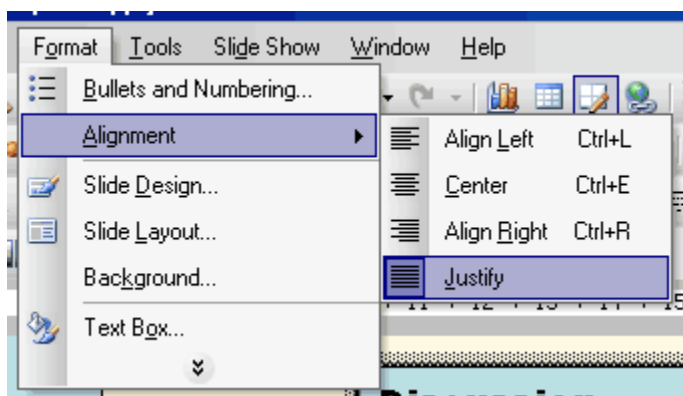 Format Tools Slide Show Window Help
Bullets and Numbering...
Alignment
Align Left Ctrl+L
Slide Design...
Center Ctrl+E
Slide Layout...
Align Right Ctrl+R
Background...
Justify
Text Box...